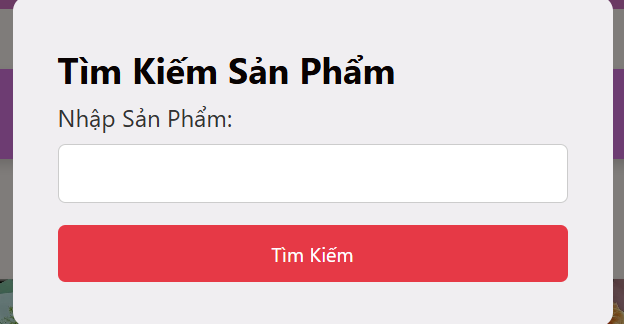 Tìm Kiếm Sản Phẩm
Nhập Sản Phẩm:
Tìm Kiếm